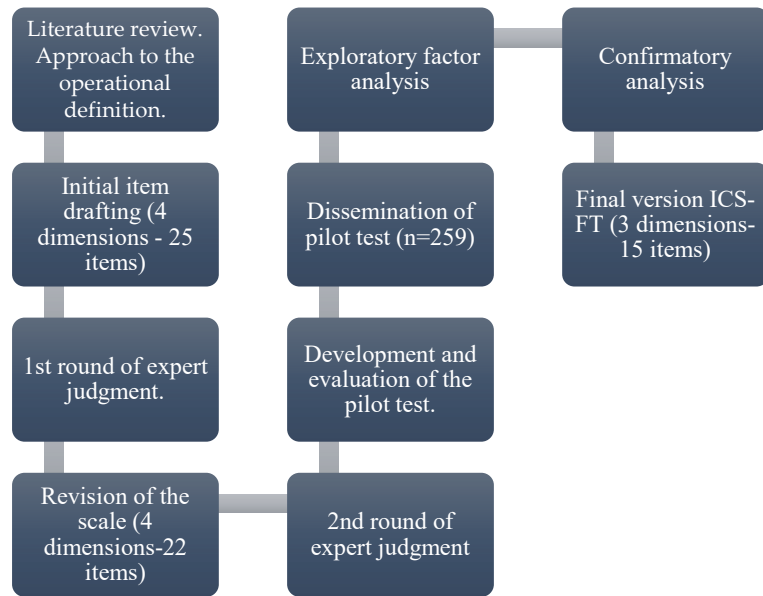 Literature review.
Approach to the
operational
definition.
Initial item
drafting (4
dimensions - 25
items)
1st round of expert
judgment.
Revision of the
scale (4
dimensions-22
items)
2nd round of
expert judgment
Development and
evaluation of the
pilot test.
Dissemination of
pilot test (n=259)
Exploratory factor
analysis
Confirmatory
analysis
Final version ICS-
FT (3 dimensions-
15 items)